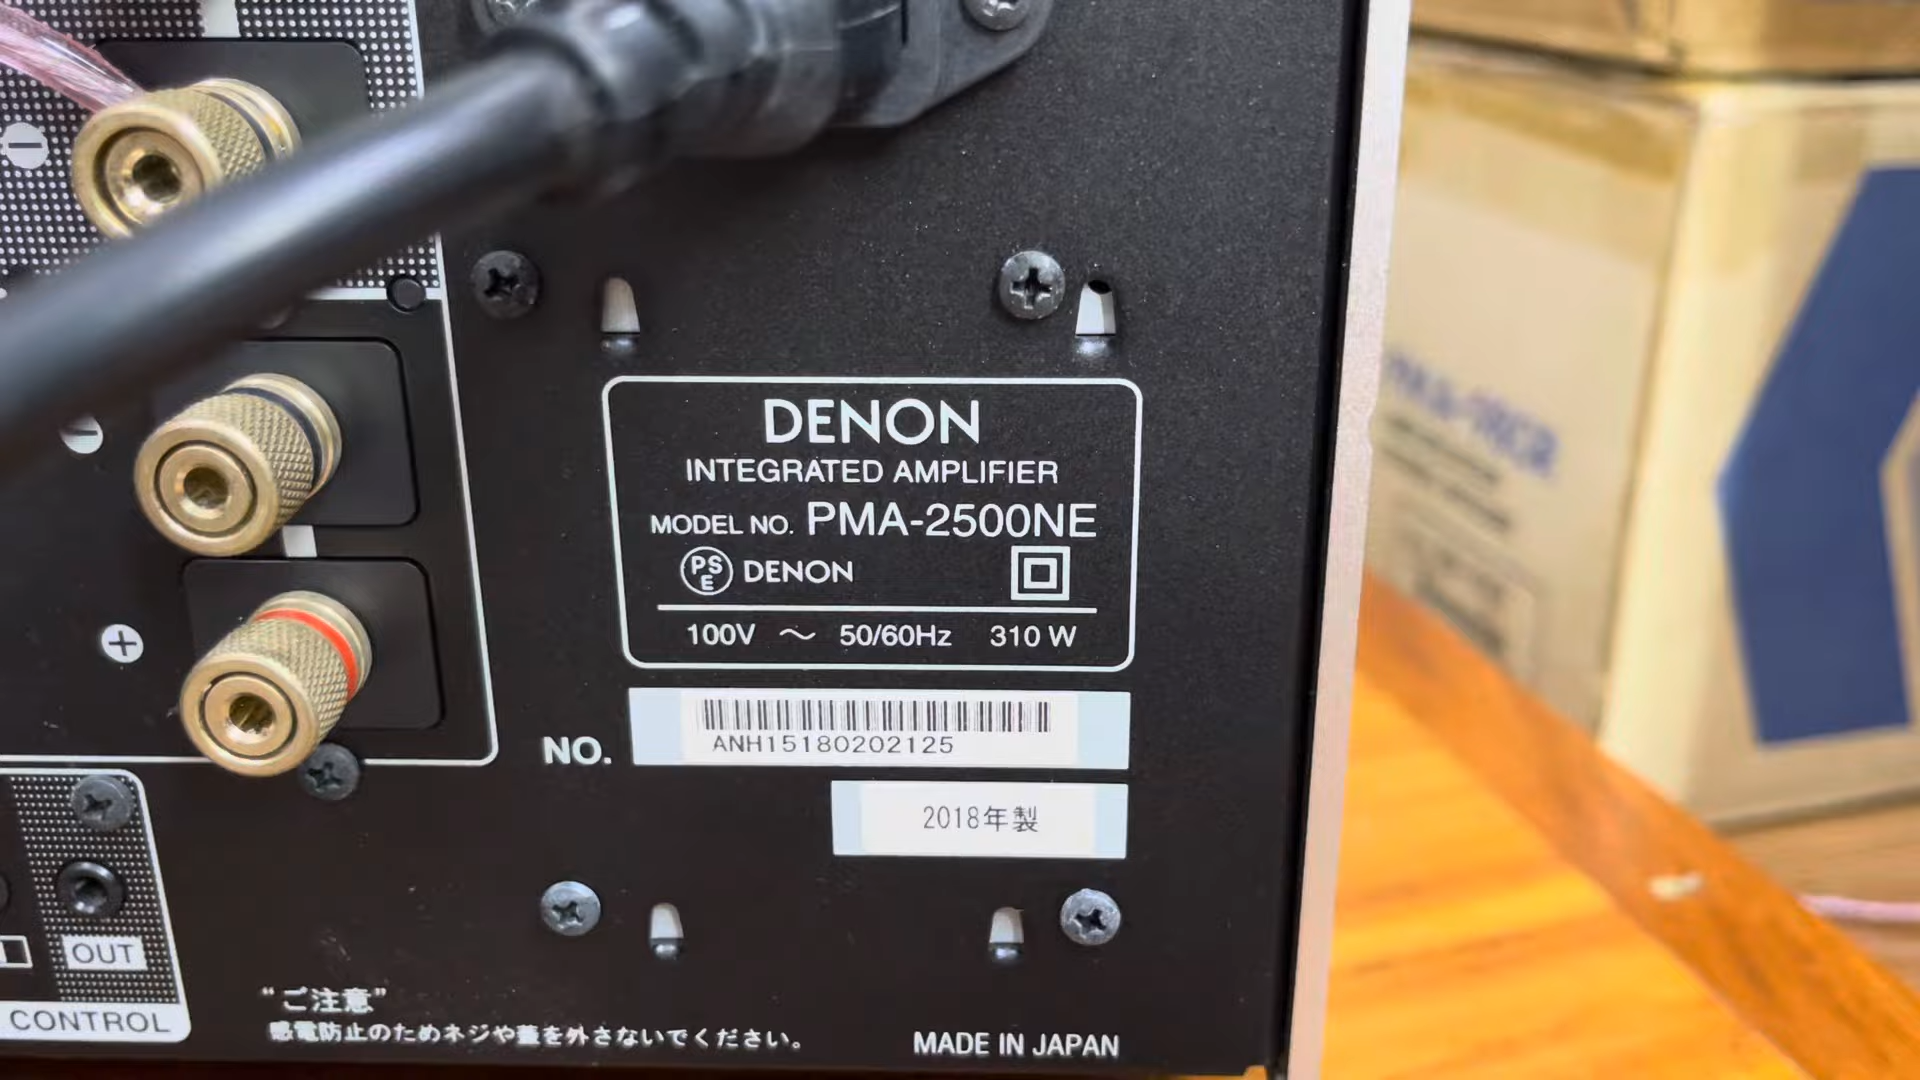 DENON
INTEGRATED AMPLIFIER
MODEL NO. PMA-2500NE
PS
E
DENON
100V ～ 50/60Hz 310 W
NO.
ANH15180202125
2018年製
OUT
CONTROL
“ご注意”
感電防止のためネジや蓋を外さないでください。
MADE IN JAPAN